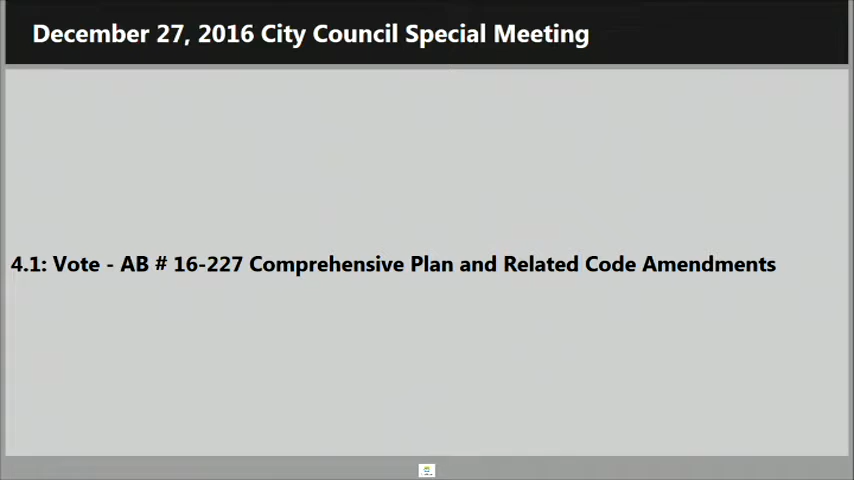 December 27, 2016 City Council Special Meeting
4.1: Vote - AB # 16-227 Comprehensive Plan and Related Code Amendments